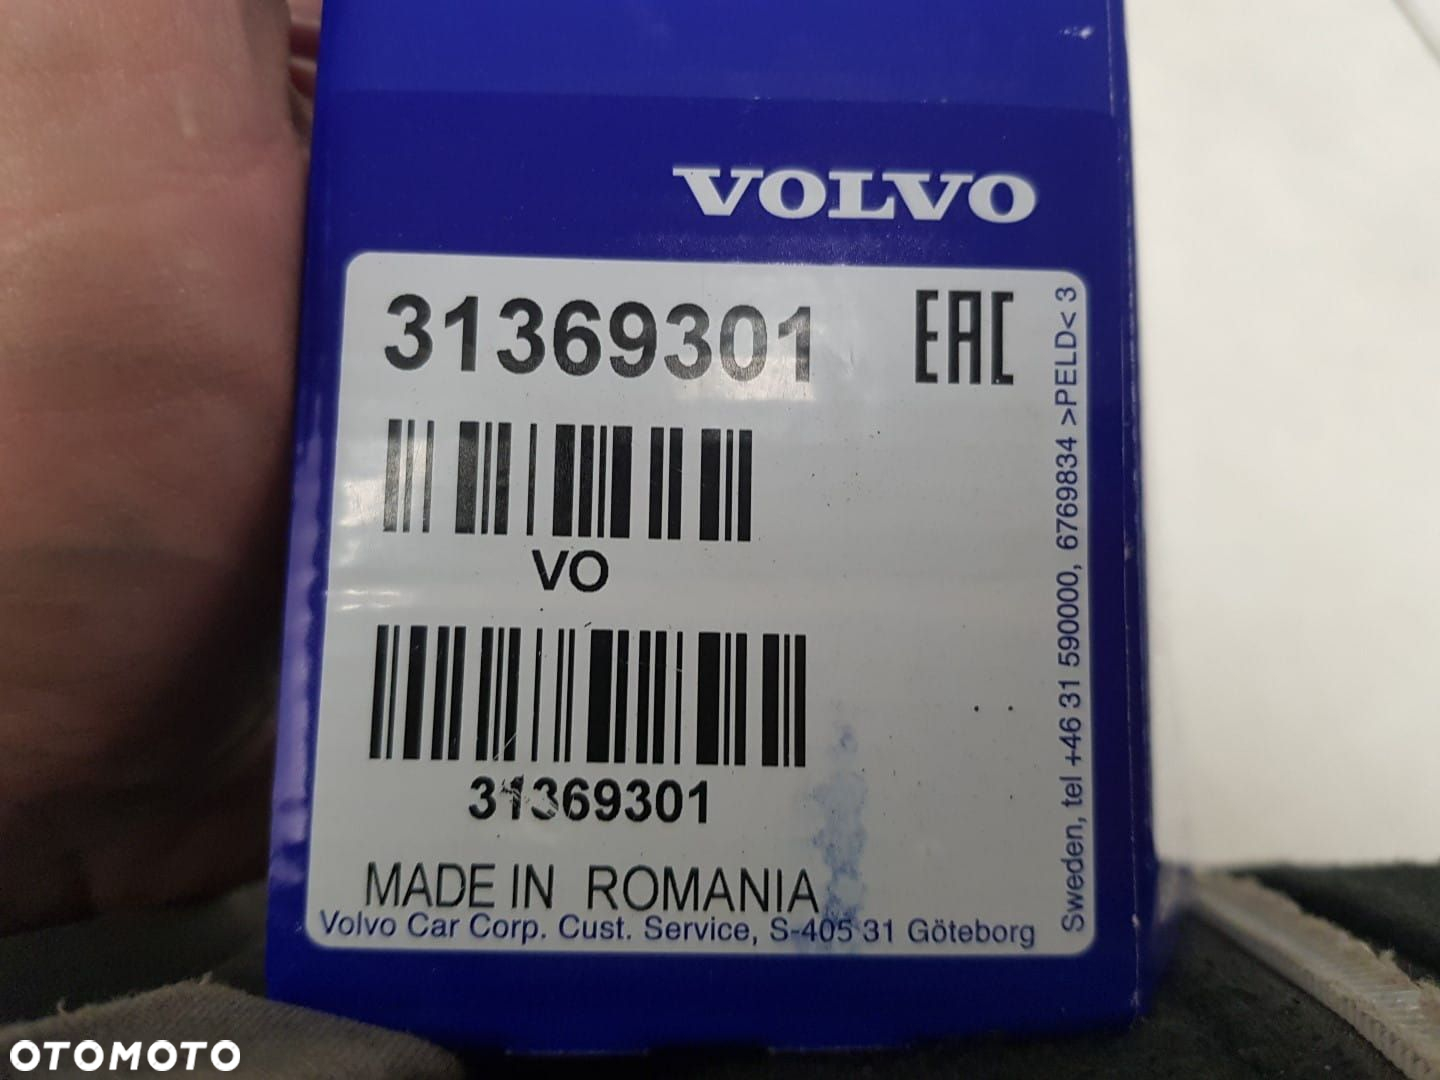 VOLVO
31369301
EAC
VO
31369301
MADE IN ROMANIA
Volvo Car Corp. Cust. Service, S-405 31 Göteborg
Sweden, tel +46 31 590000, 6769834 >PELD< 3
OTOMOTO